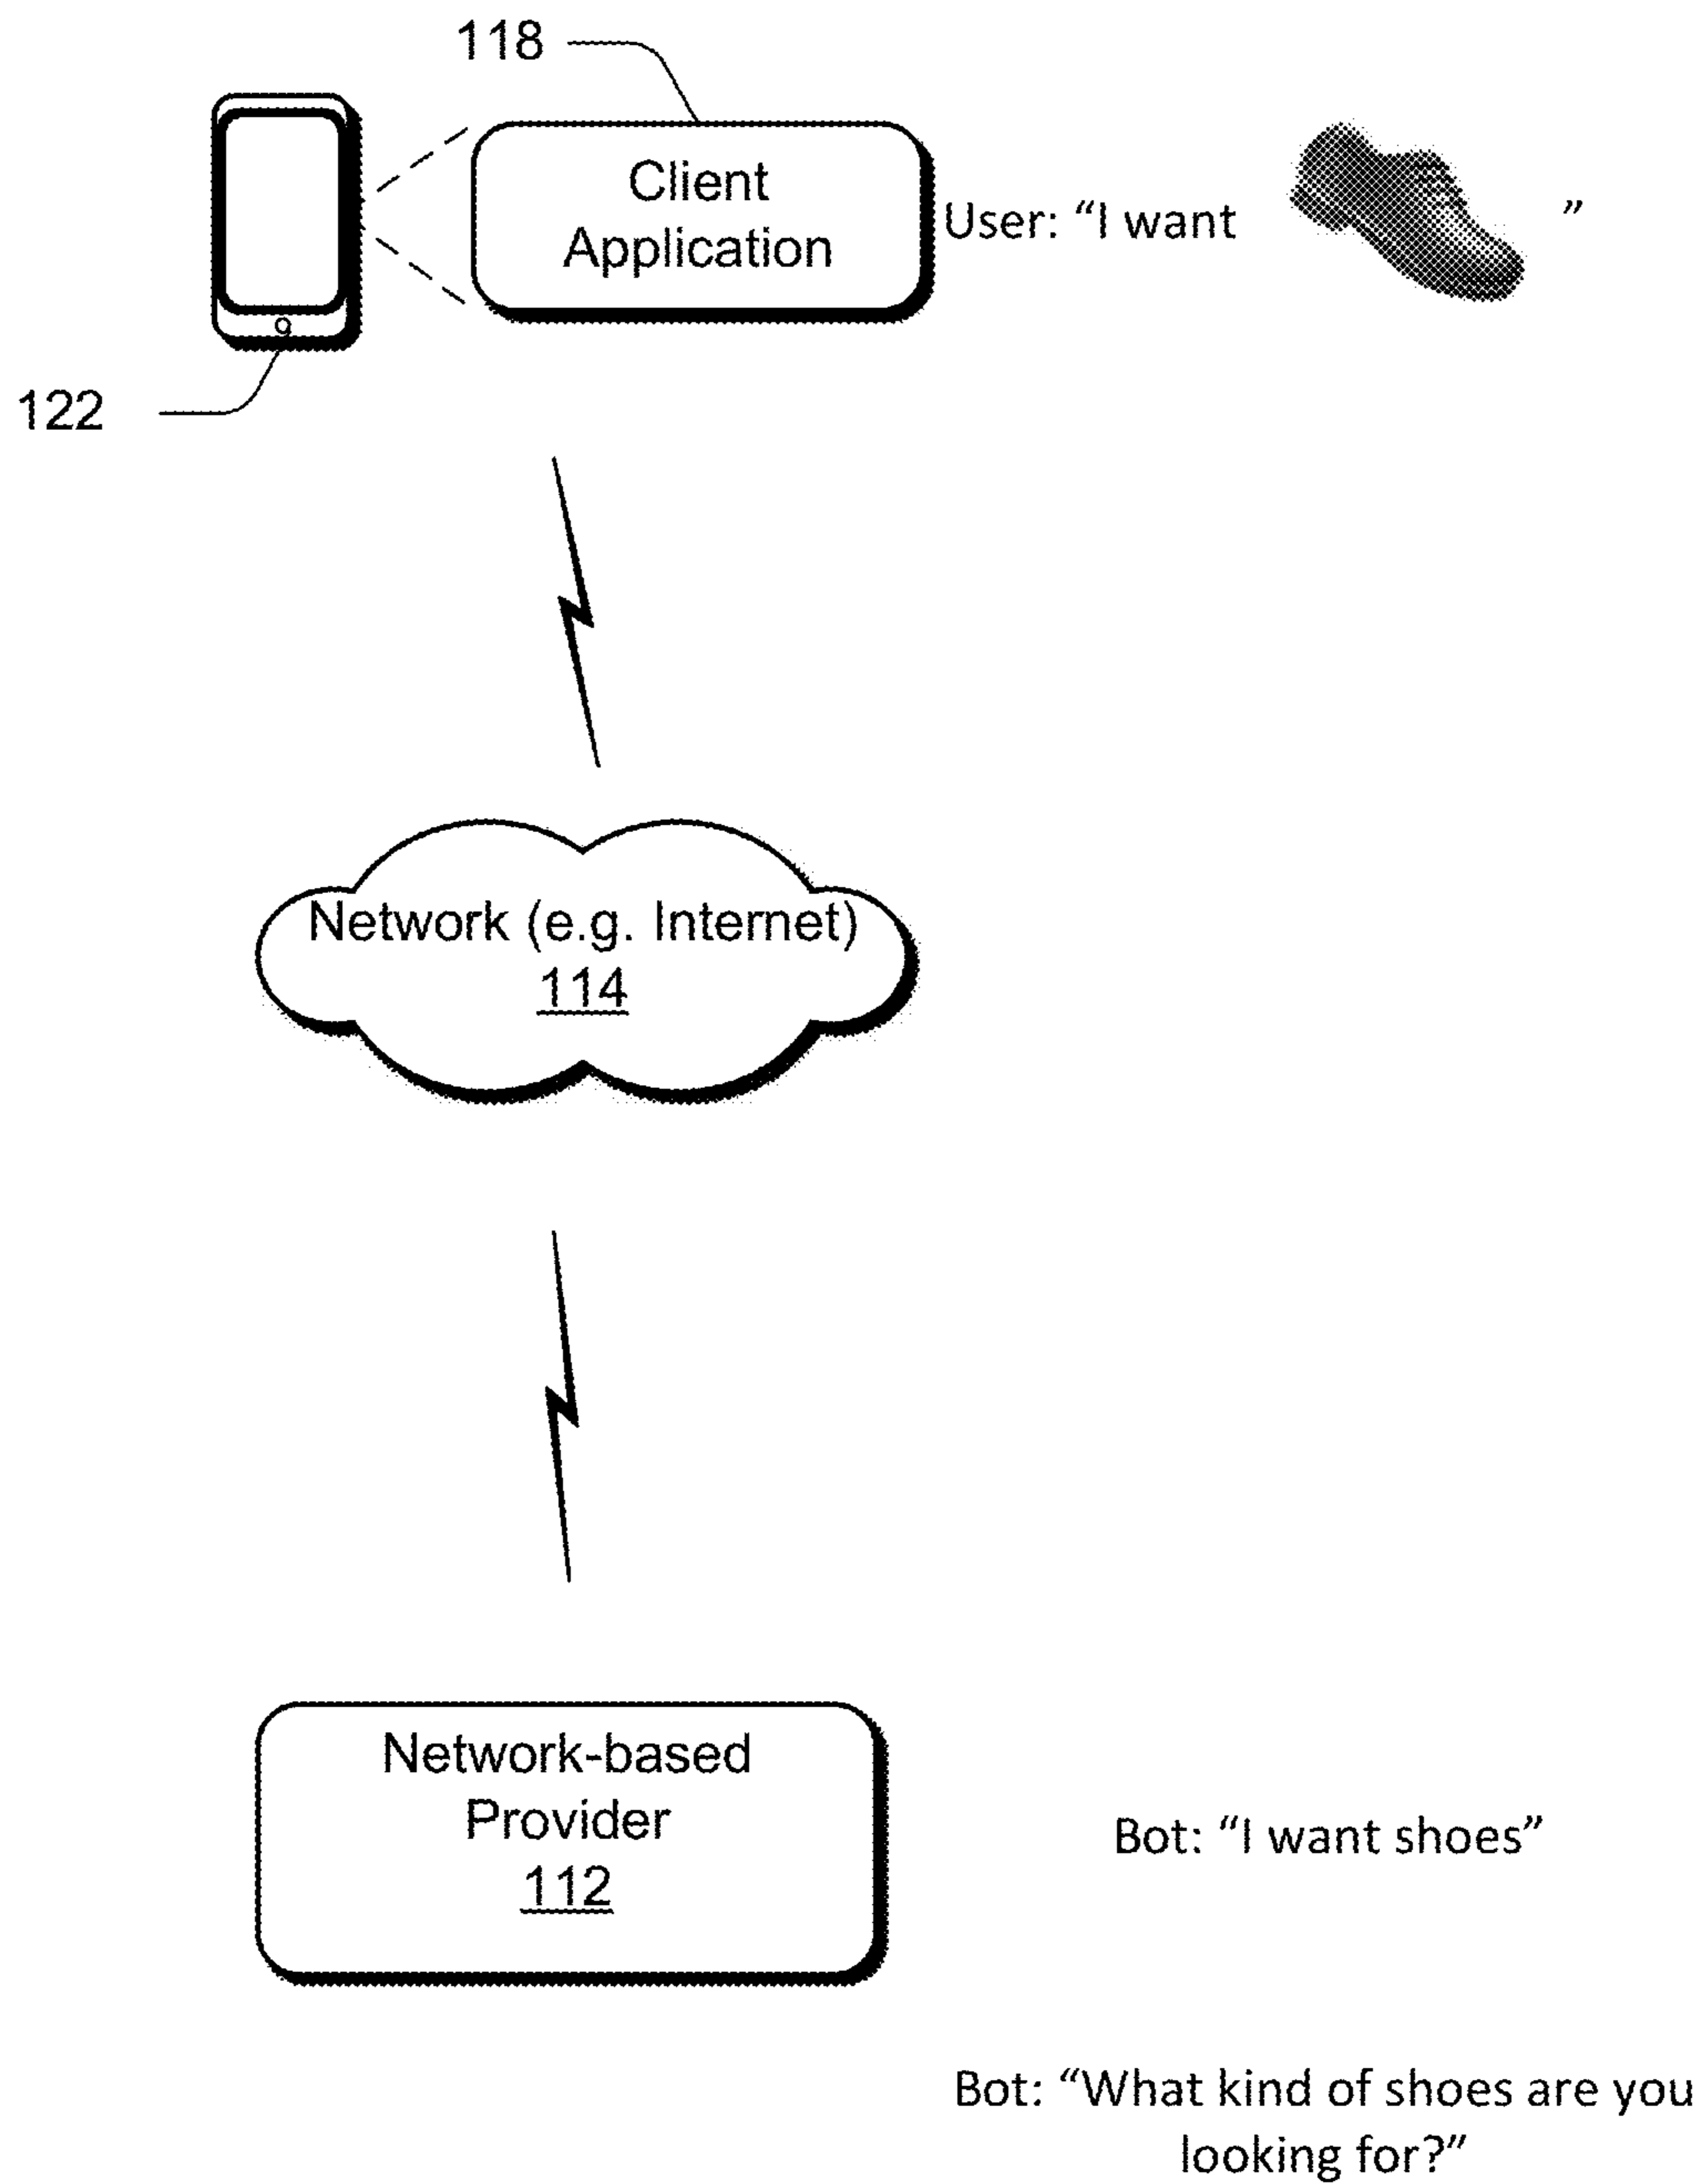 118
Client
Application
User: “I want ”
122
Network (e.g. Internet)
114
Network-based
Provider
112
Bot: “I want shoes”
Bot: “What kind of shoes are you
looking for?”